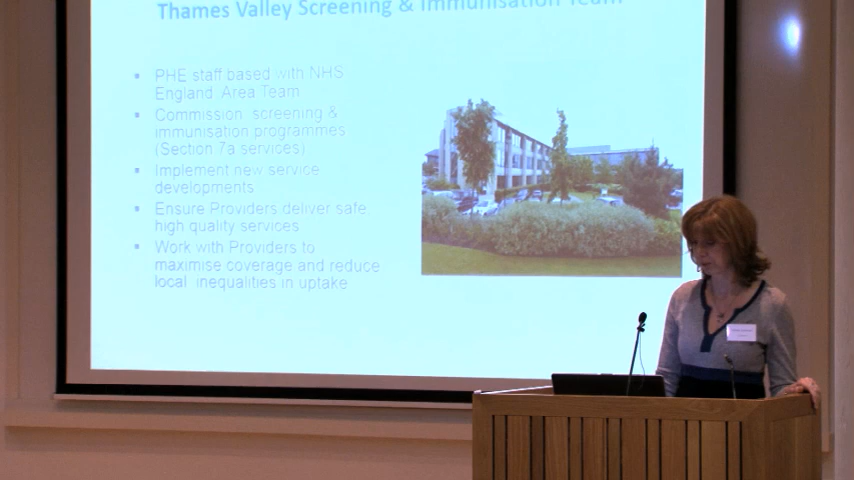 Thames Valley Screening & Immunisation Team
▪ PHE staff based with NHS
England Area Team
▪ Commission screening &
immunisation programmes
(Section 7a services)
▪ Implement new service
developments
▪ Ensure Providers deliver safe,
high quality services
▪ Work with Providers to
maximise coverage and reduce
local inequalities in uptake